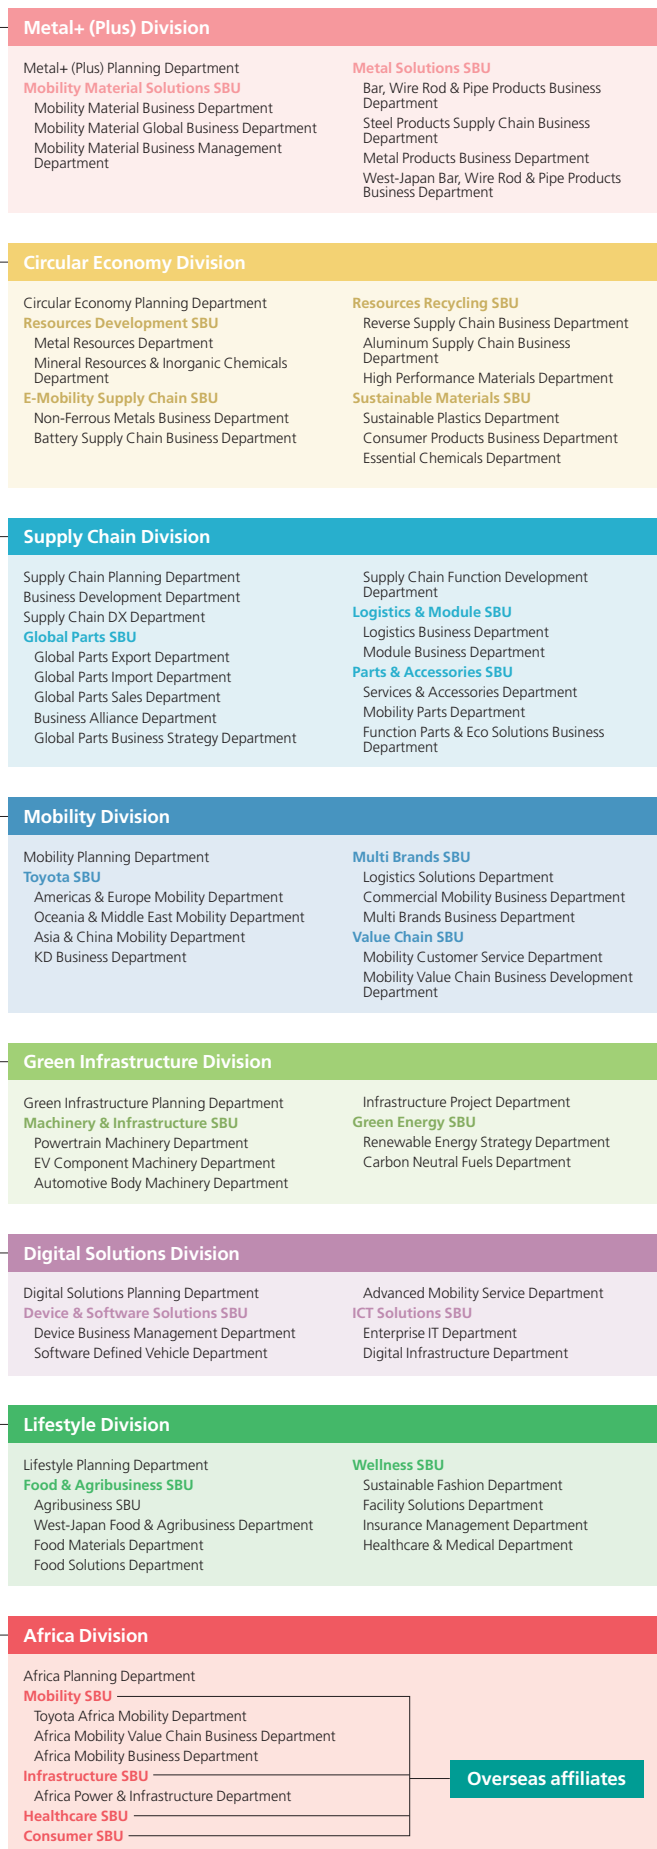 Metal+ (Plus) Division
Metal+ (Plus) Planning Department
Mobility Material Solutions SBU
Mobility Material Business Department
Mobility Material Global Business Department
Mobility Material Business Management
Department
Metal Solutions SBU
Bar, Wire Rod & Pipe Products Business
Department
Steel Products Supply Chain Business
Department
Metal Products Business Department
West-Japan Bar, Wire Rod & Pipe Products
Business Department
Circular Economy Division
Circular Economy Planning Department
Resources Development SBU
Metal Resources Department
Mineral Resources & Inorganic Chemicals
Department
E-Mobility Supply Chain SBU
Non-Ferrous Metals Business Department
Battery Supply Chain Business Department
Resources Recycling SBU
Reverse Supply Chain Business Department
Aluminum Supply Chain Business
Department
High Performance Materials Department
Sustainable Materials SBU
Sustainable Plastics Department
Consumer Products Business Department
Essential Chemicals Department
Supply Chain Division
Supply Chain Planning Department
Business Development Department
Supply Chain DX Department
Global Parts SBU
Global Parts Export Department
Global Parts Import Department
Global Parts Sales Department
Business Alliance Department
Global Parts Business Strategy Department
Supply Chain Function Development
Department
Logistics & Module SBU
Logistics Business Department
Module Business Department
Parts & Accessories SBU
Services & Accessories Department
Mobility Parts Department
Function Parts & Eco Solutions Business
Department
Mobility Division
Mobility Planning Department
Toyota SBU
Americas & Europe Mobility Department
Oceania & Middle East Mobility Department
Asia & China Mobility Department
KD Business Department
Multi Brands SBU
Logistics Solutions Department
Commercial Mobility Business Department
Multi Brands Business Department
Value Chain SBU
Mobility Customer Service Department
Mobility Value Chain Business Development
Department
Green Infrastructure Division
Green Infrastructure Planning Department
Machinery & Infrastructure SBU
Powertrain Machinery Department
EV Component Machinery Department
Automotive Body Machinery Department
Infrastructure Project Department
Green Energy SBU
Renewable Energy Strategy Department
Carbon Neutral Fuels Department
Digital Solutions Division
Digital Solutions Planning Department
Device & Software Solutions SBU
Device Business Management Department
Software Defined Vehicle Department
Advanced Mobility Service Department
ICT Solutions SBU
Enterprise IT Department
Digital Infrastructure Department
Lifestyle Division
Lifestyle Planning Department
Food & Agribusiness SBU
Agribusiness SBU
West-Japan Food & Agribusiness Department
Food Materials Department
Food Solutions Department
Wellness SBU
Sustainable Fashion Department
Facility Solutions Department
Insurance Management Department
Healthcare & Medical Department
Africa Division
Africa Planning Department
Mobility SBU
Toyota Africa Mobility Department
Africa Mobility Value Chain Business Department
Africa Mobility Business Department
Infrastructure SBU
Africa Power & Infrastructure Department
Healthcare SBU
Consumer SBU
Overseas affiliates